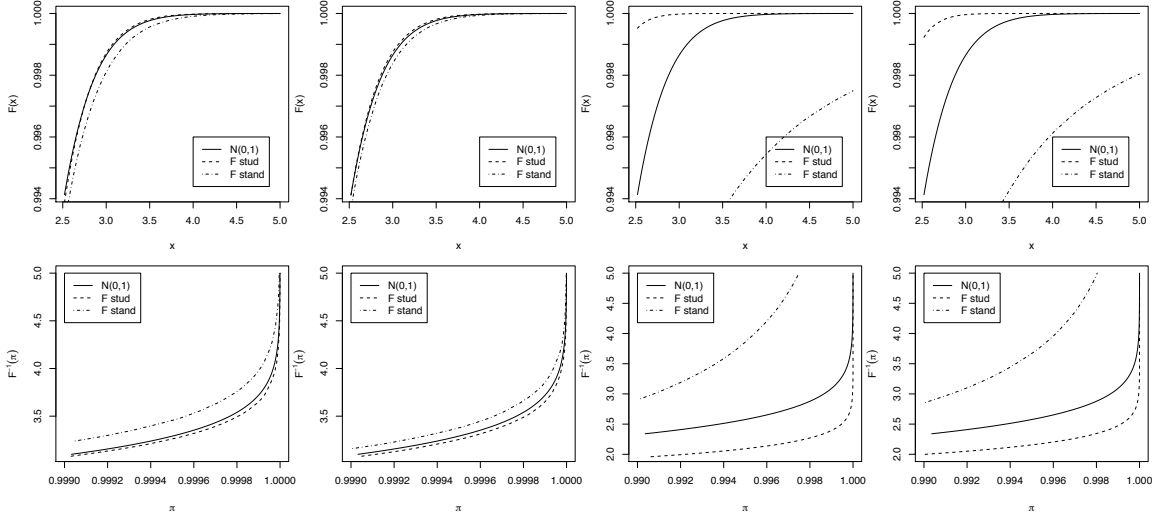 F(x)
1.000
0.998
0.996
0.994
N(0,1)
F stud
F stand
2.5 3.0 3.5 4.0 4.5 5.0
x
F(x)
1.000
0.998
0.996
0.994
N(0,1)
F stud
F stand
2.5 3.0 3.5 4.0 4.5 5.0
x
F(x)
1.000
0.998
0.996
0.994
N(0,1)
F stud
F stand
2.5 3.0 3.5 4.0 4.5 5.0
x
F(x)
1.000
0.998
0.996
0.994
N(0,1)
F stud
F stand
2.5 3.0 3.5 4.0 4.5 5.0
x
F⁻¹(π)
5.0
4.5
4.0
3.5
N(0,1)
F stud
F stand
0.9990 0.9992 0.9994 0.9996 0.9998 1.0000
π
F⁻¹(π)
5.0
4.5
4.0
3.5
N(0,1)
F stud
F stand
0.9990 0.9992 0.9994 0.9996 0.9998 1.0000
π
F⁻¹(π)
5.0
4.5
4.0
3.5
3.0
2.5
2.0
N(0,1)
F stud
F stand
0.990 0.992 0.994 0.996 0.998 1.000
π
F⁻¹(π)
5.0
4.5
4.0
3.5
3.0
2.5
2.0
N(0,1)
F stud
F stand
0.990 0.992 0.994 0.996 0.998 1.000
π